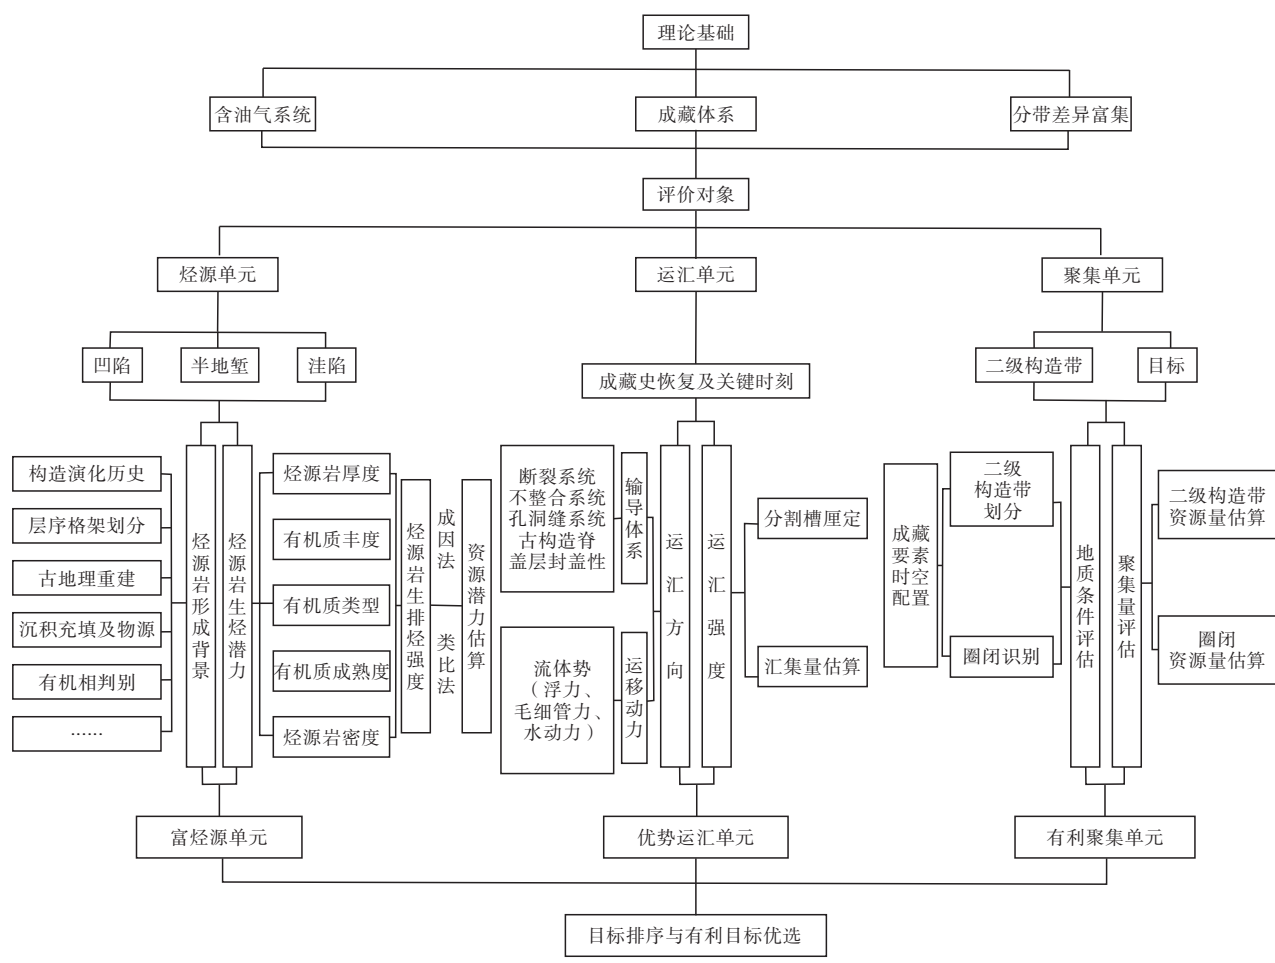 理论基础
含油气系统
成藏体系
分带差异富集
评价对象
烃源单元
运汇单元
聚集单元
凹陷
半地堑
洼陷
成藏史恢复及关键时刻
二级构造带
目标
构造演化历史
层序格架划分
古地理重建
沉积充填及物源
有机相判别
······
烃源岩形成背景
烃源岩生烃潜力
烃源岩厚度
有机质丰度
有机质类型
有机质成熟度
烃源岩密度
烃源岩生排烃强度
成因法
类比法
资源潜力估算
断裂系统
不整合系统
孔洞缝系统
古构造脊
盖层封盖性
输导体系
流体势
（浮力、
毛细管力、
水动力）
运移动力
运汇方向
运汇强度
分割槽厘定
汇集量估算
成藏
要素
时空
配置
二级
构造带
划分
圈闭识别
地质条件评估
聚集量评估
二级构造带
资源量估算
圈闭
资源量估算
富烃源单元
优势运汇单元
有利聚集单元
目标排序与有利目标优选